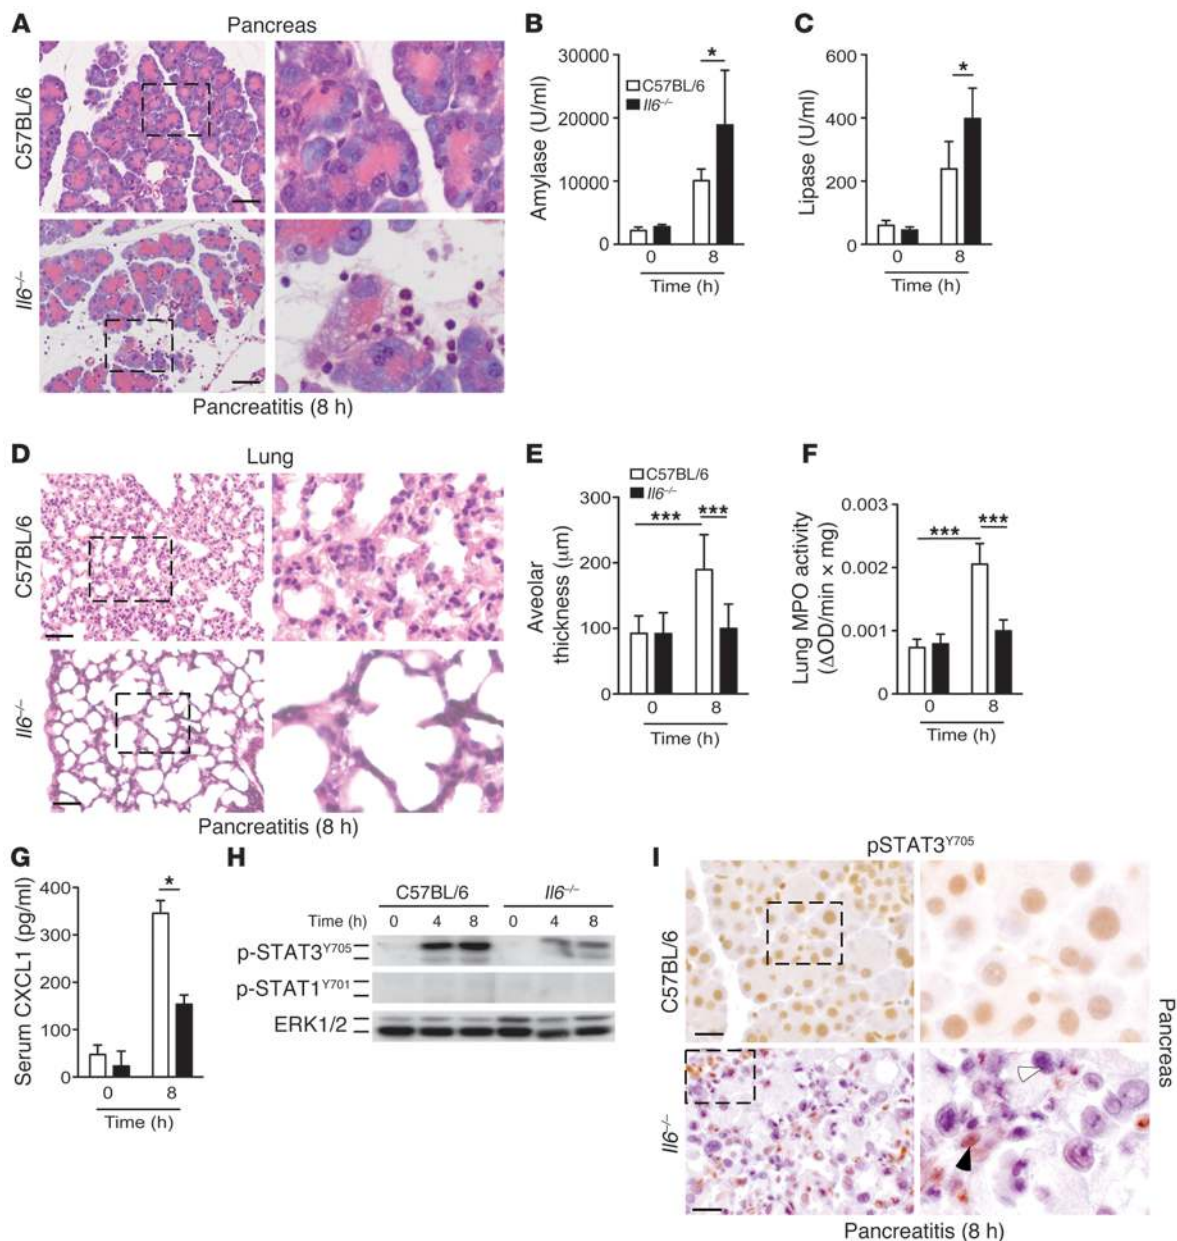 A
Pancreas
C57BL/6
Il6–/–
Pancreatitis (8 h)
B
Amylase (U/ml)
30000
20000
10000
0
*
C57BL/6
Il6–/–
0 8
Time (h)
C
Lipase (U/ml)
600
400
200
0
*
0 8
Time (h)
D
Lung
C57BL/6
Il6–/–
Pancreatitis (8 h)
E
C57BL/6
Il6–/–
Aveolar
thickness (μm)
300
200
100
0
*** ***
0 8
Time (h)
F
Lung MPO activity
(ΔOD/min × mg)
0.003
0.002
0.001
0
*** ***
0 8
Time (h)
G
Serum CXCL1 (pg/ml)
400
300
200
100
0
*
0 8
Time (h)
H
C57BL/6 Il6–/–
Time (h) 0 4 8 0 4 8
p-STAT3Y705
p-STAT1Y701
ERK1/2
I
pSTAT3Y705
C57BL/6
Il6–/–
Pancreas
Pancreatitis (8 h)